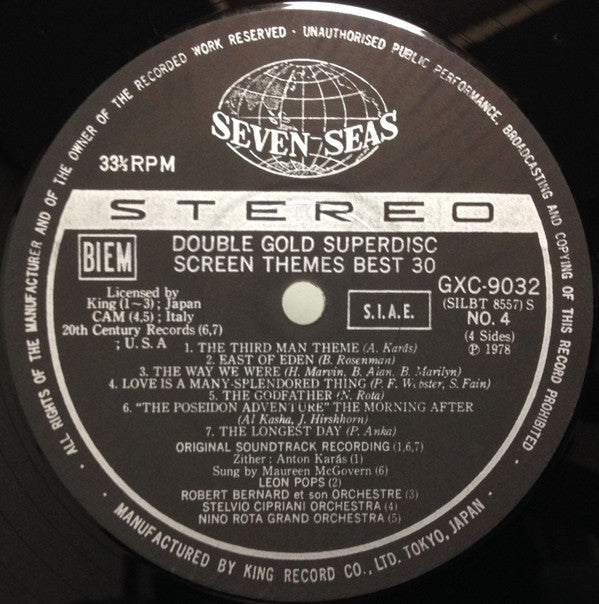 · ALL RIGHTS OF THE MANUFACTURER AND OF THE OWNER OF THE RECORDED WORK RESERVED · UNAUTHORISED PUBLIC PERFORMANCE, BROADCASTING AND COPYING OF THIS RECORD PROHIBITED ·
SEVEN-SEAS
33⅓ RPM
STEREO
BIEM
DOUBLE GOLD SUPERDISC
SCREEN THEMES BEST 30
Licensed by
King (1~3) ; Japan
CAM (4,5) ; Italy
20th Century Records (6,7)
; U.S.A
S.I.A.E.
GXC-9032
(SILBT 8557) S
NO. 4
(4 Sides)
Ⓟ 1978
1. THE THIRD MAN THEME (A. Karås)
2. EAST OF EDEN (B. Rosenman)
3. THE WAY WE WERE (H. Marvin, B. Alan, B. Marilyn)
4. LOVE IS A MANY-SPLENDORED THING (P. F. Webster, S. Fain)
5. THE GODFATHER (N. Rota)
6. "THE POSEIDON ADVENTURE" THE MORNING AFTER
(Al Kasha, J. Hirshhorn)
7. THE LONGEST DAY (P. Anka)
ORIGINAL SOUNDTRACK RECORDING (1,6,7)
Zither : Anton Karås (1)
Sung by Maureen McGovern (6)
LEON POPS (2)
ROBERT BERNARD et son ORCHESTRE (3)
STELVIO CIPRIANI ORCHESTRA (4)
NINO ROTA GRAND ORCHESTRA (5)
· MANUFACTURED BY KING RECORD CO., LTD. TOKYO, JAPAN ·